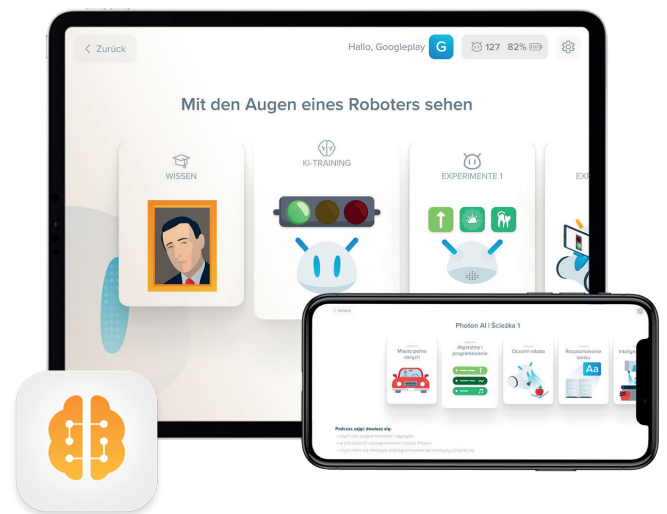 Zurück
Hallo, Googleplay G 127 82%
Mit den Augen eines Roboters sehen
WISSEN
KI-TRAINING
EXPERIMENTE 1
EX
Photon AI | Ścieżka 1
Miasto pełne
danych
Algorytmy i
programowanie
Oczami robota
Rozpoznawanie
tekstu
Aa
Podczas zajęć dowiesz się: